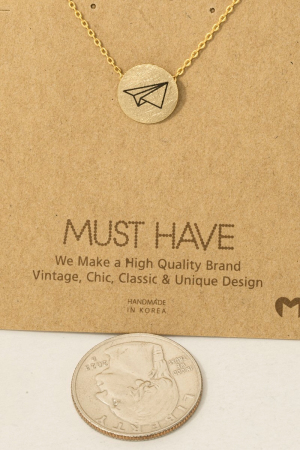 MUST HAVE
We Make a High Quality Brand
Vintage, Chic, Classic & Unique Design
HANDMADE
IN KOREA
M
LIBERTY